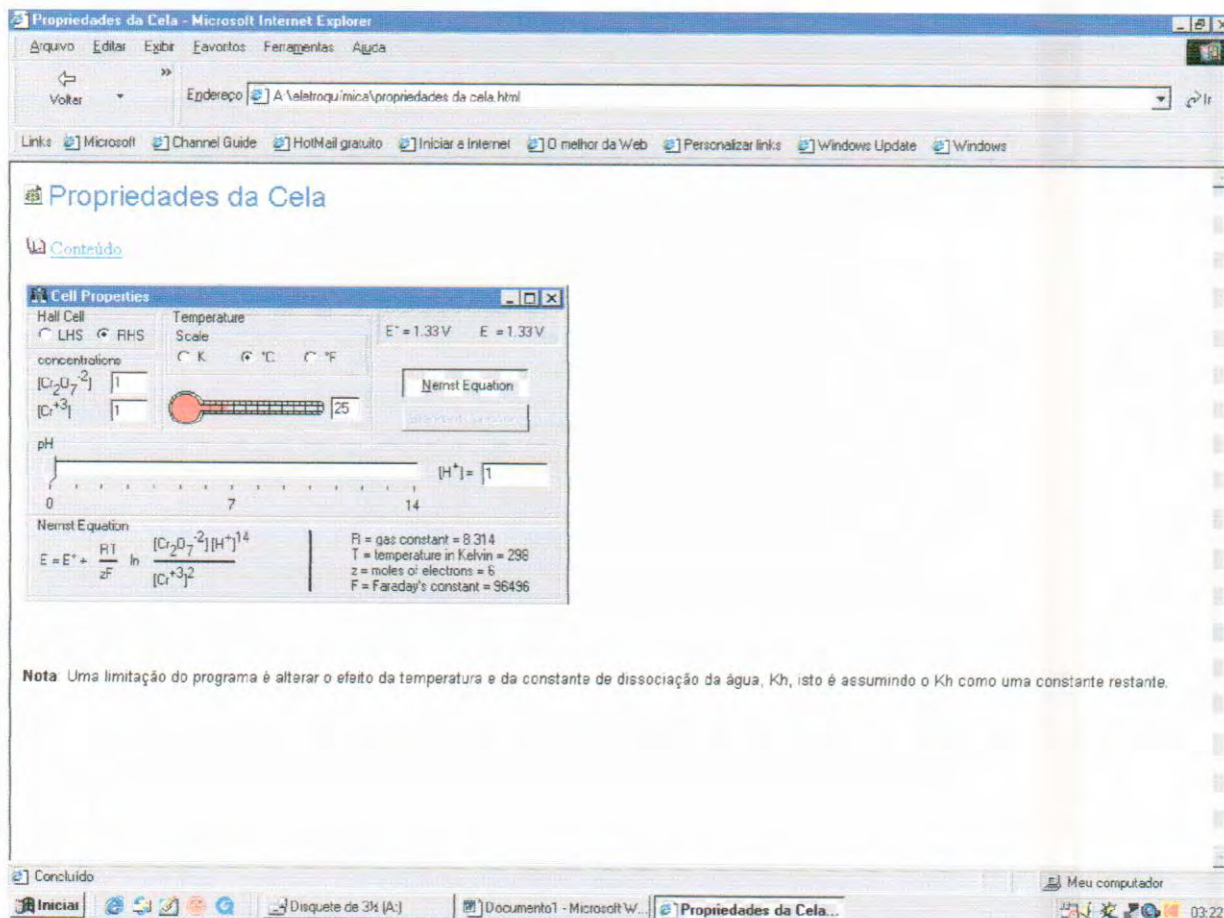 Propriedades da Cela - Microsoft Internet Explorer
Arquivo Editar Exibir Favoritos Ferramentas Ajuda
Voltar »
Endereço A:\eletroquímica\propriedades da cela.html Ir
Links Microsoft Channel Guide HotMail gratuito Iniciar a Internet O melhor da Web Personalizar links Windows Update Windows
Propriedades da Cela
Conteúdo
Cell Properties
Half Cell Temperature
LHS RHS Scale E° = 1.33 V E = 1.33 V
K °C °F
concentrations
[Cr₂O₇⁻²] 1 Nernst Equation
[Cr⁺³] 1 25
pH
[H⁺] = 1
0 7 14
Nernst Equation
E = E° + RT/zF ln [Cr₂O₇⁻²][H⁺]¹⁴/[Cr⁺³]²
R = gas constant = 8.314
T = temperature in Kelvin = 298
z = moles of electrons = 6
F = Faraday's constant = 96496
Nota: Uma limitação do programa é alterar o efeito da temperatura e da constante de dissociação da água, Kh, isto é assumindo o Kh como uma constante restante.
Concluído Meu computador
Iniciar Disquete de 3½ (A:) Documento1 - Microsoft W... Propriedades da Cela... 03:22